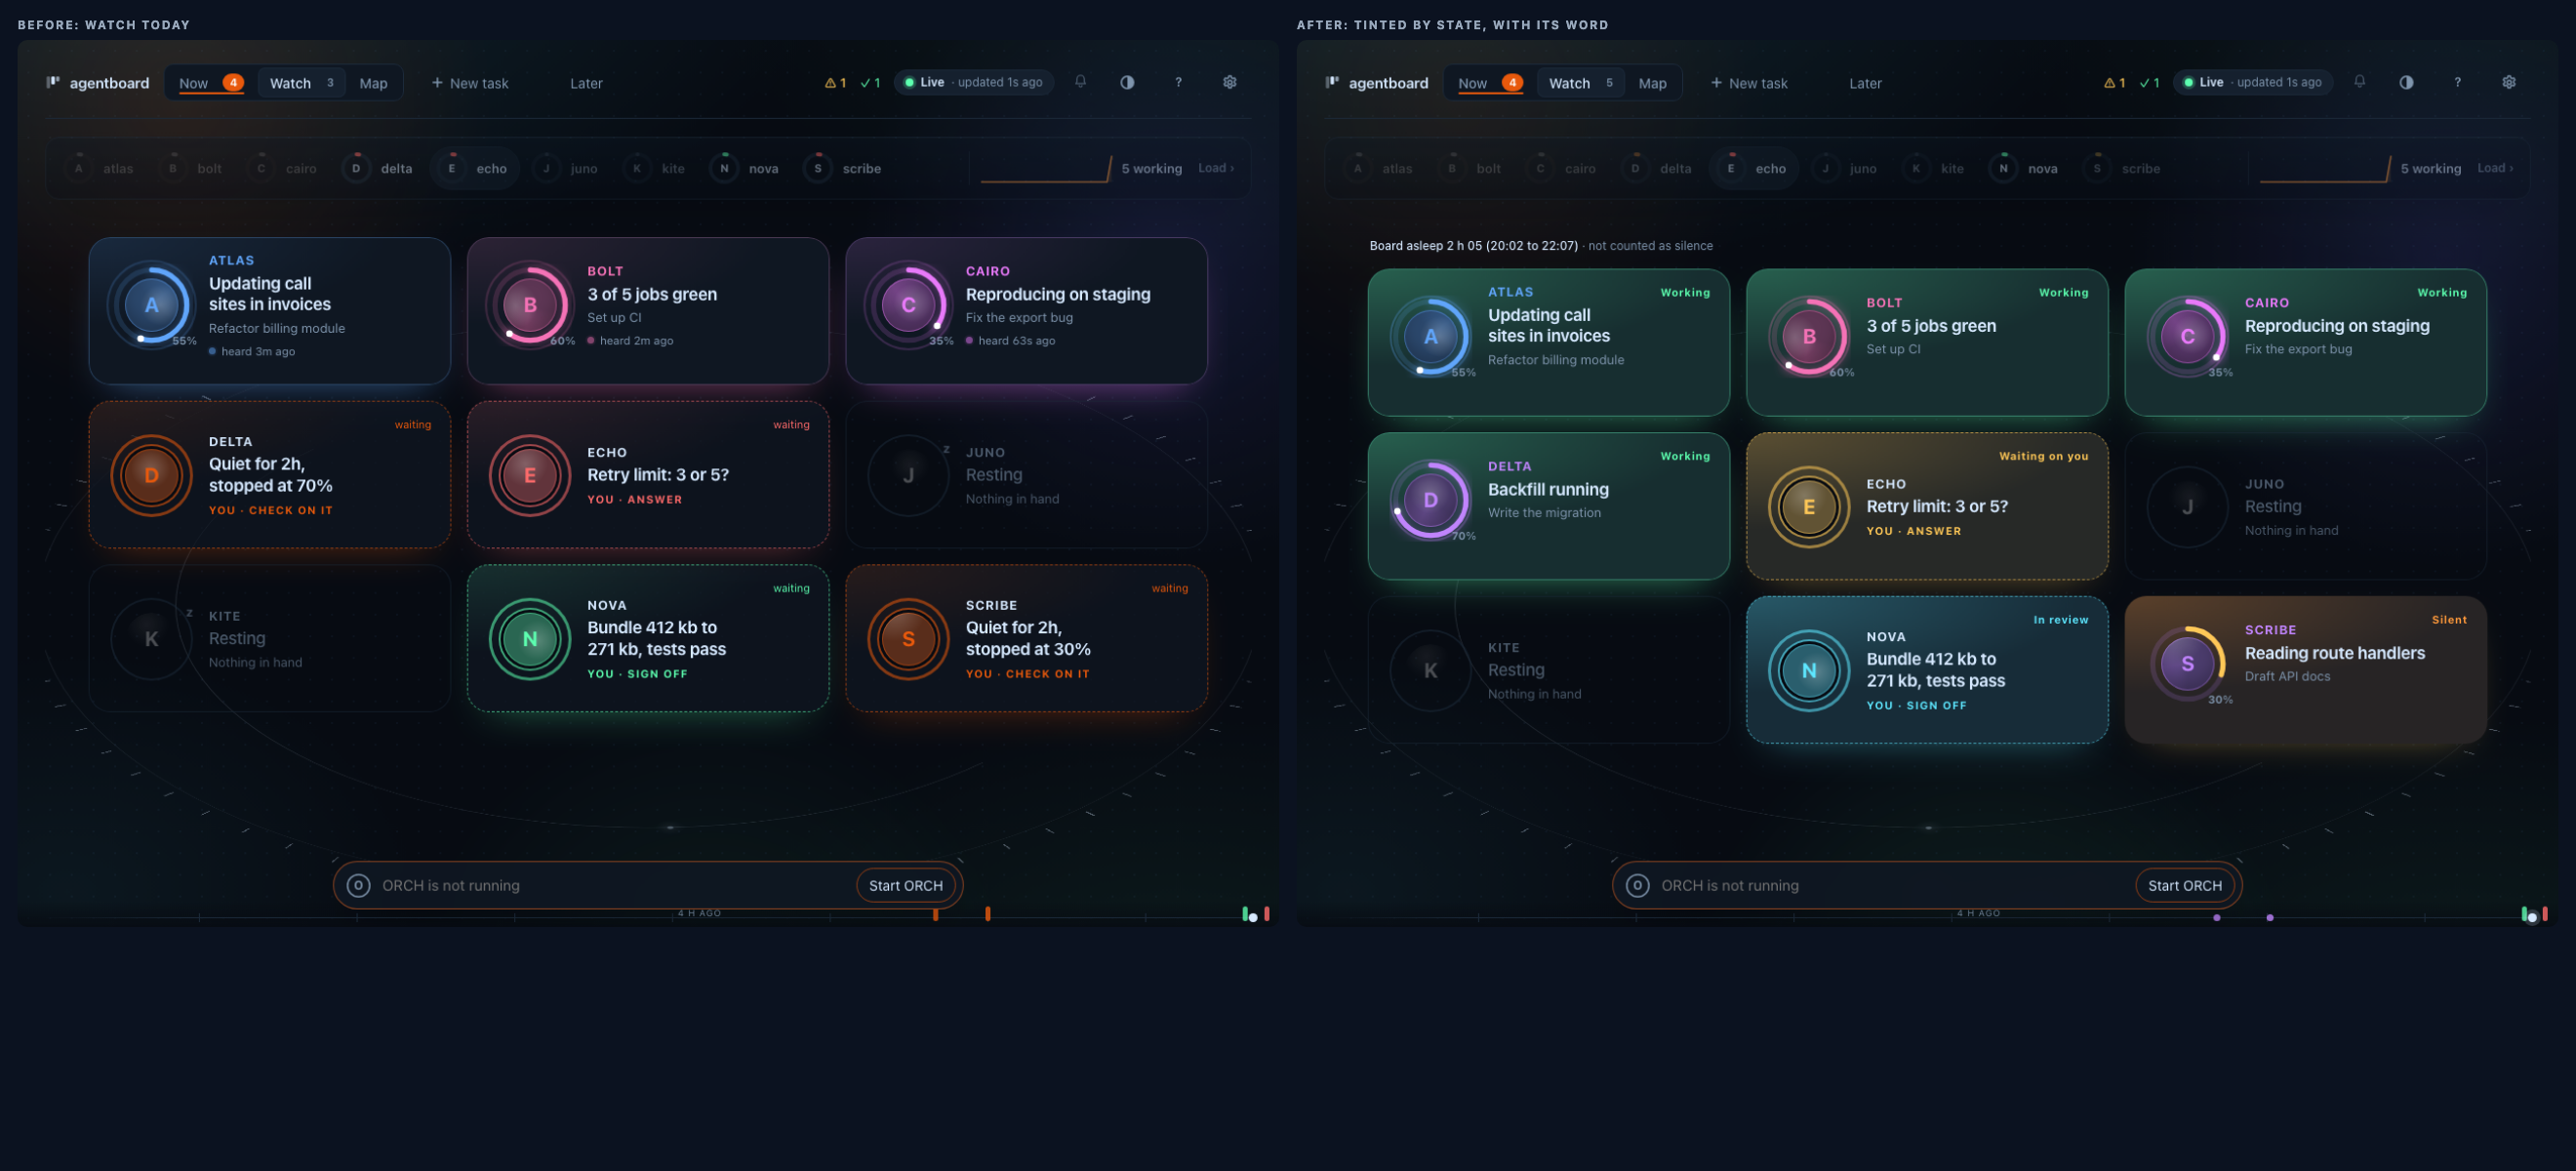 BEFORE: WATCH TODAY
agentboard Now 4 Watch 3 Map + New task Later 1 1 Live · updated 1s ago ?
A atlas B bolt C cairo D delta E echo J juno K kite N nova S scribe 5 working Load ›
A
55%
ATLAS
Updating call
sites in invoices
Refactor billing module
heard 3m ago
B
60%
BOLT
3 of 5 jobs green
Set up CI
heard 2m ago
C
35%
CAIRO
Reproducing on staging
Fix the export bug
heard 63s ago
waiting
D
DELTA
Quiet for 2h,
stopped at 70%
YOU · CHECK ON IT
waiting
E
ECHO
Retry limit: 3 or 5?
YOU · ANSWER
J
z
JUNO
Resting
Nothing in hand
K
z
KITE
Resting
Nothing in hand
waiting
N
NOVA
Bundle 412 kb to
271 kb, tests pass
YOU · SIGN OFF
waiting
S
SCRIBE
Quiet for 2h,
stopped at 30%
YOU · CHECK ON IT
O ORCH is not running Start ORCH
4 H AGO
AFTER: TINTED BY STATE, WITH ITS WORD
agentboard Now 4 Watch 5 Map + New task Later 1 1 Live · updated 1s ago ?
A atlas B bolt C cairo D delta E echo J juno K kite N nova S scribe 5 working Load ›
Board asleep 2 h 05 (20:02 to 22:07) · not counted as silence
A
55%
ATLAS
Working
Updating call
sites in invoices
Refactor billing module
B
60%
BOLT
Working
3 of 5 jobs green
Set up CI
C
35%
CAIRO
Working
Reproducing on staging
Fix the export bug
D
70%
DELTA
Working
Backfill running
Write the migration
Waiting on you
E
ECHO
Retry limit: 3 or 5?
YOU · ANSWER
J
JUNO
Resting
Nothing in hand
K
KITE
Resting
Nothing in hand
In review
N
NOVA
Bundle 412 kb to
271 kb, tests pass
YOU · SIGN OFF
Silent
S
30%
SCRIBE
Reading route handlers
Draft API docs
O ORCH is not running Start ORCH
4 H AGO